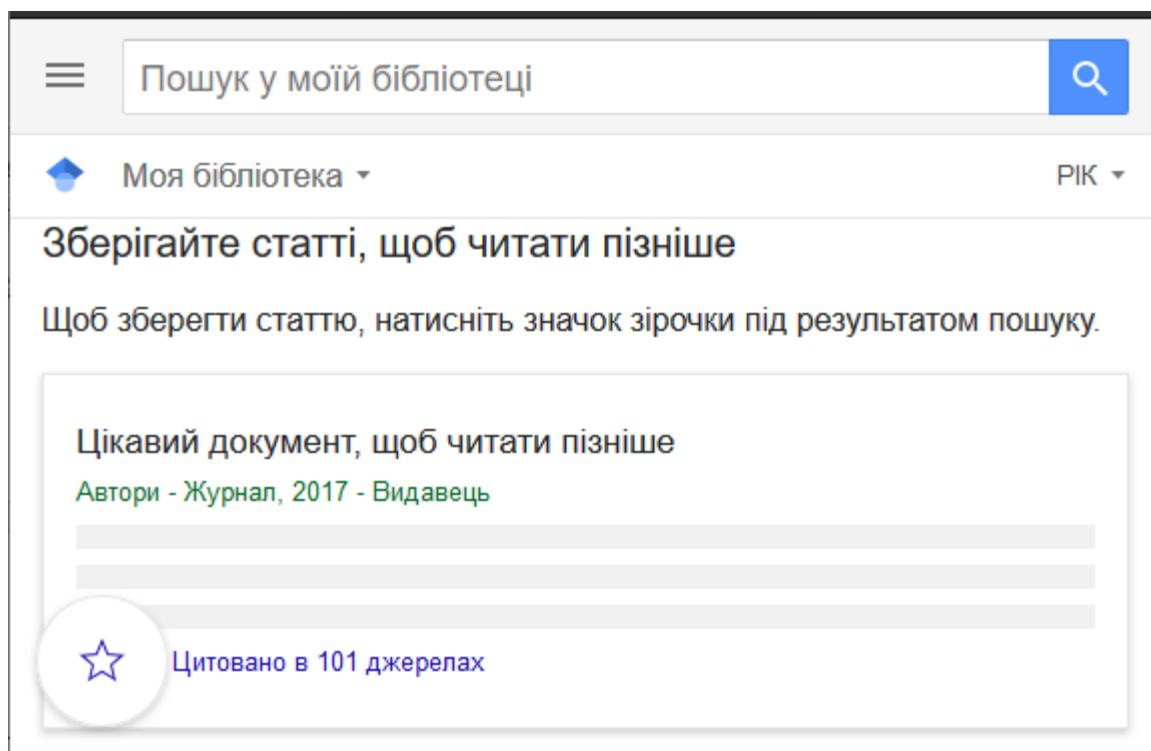 Пошук у моїй бібліотеці
Моя бібліотека
РІК
Зберігайте статті, щоб читати пізніше
Щоб зберегти статтю, натисніть значок зірочки під результатом пошуку.
Цікавий документ, щоб читати пізніше
Автори - Журнал, 2017 - Видавець
Цитовано в 101 джерелах